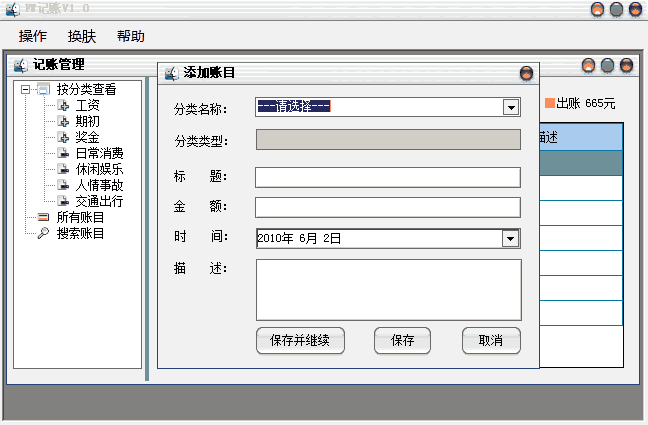 PW记账V1.0
操作 换肤 帮助
记账管理
按分类查看
工资
期初
奖金
日常消费
休闲娱乐
人情事故
交通出行
所有账目
搜索账目
添加账目
分类名称： ---请选择---
分类类型：
标 题：
金 额：
时 间： 2010年 6月 2日
描 述：
保存并继续 保存 取消
出账 665元
描述